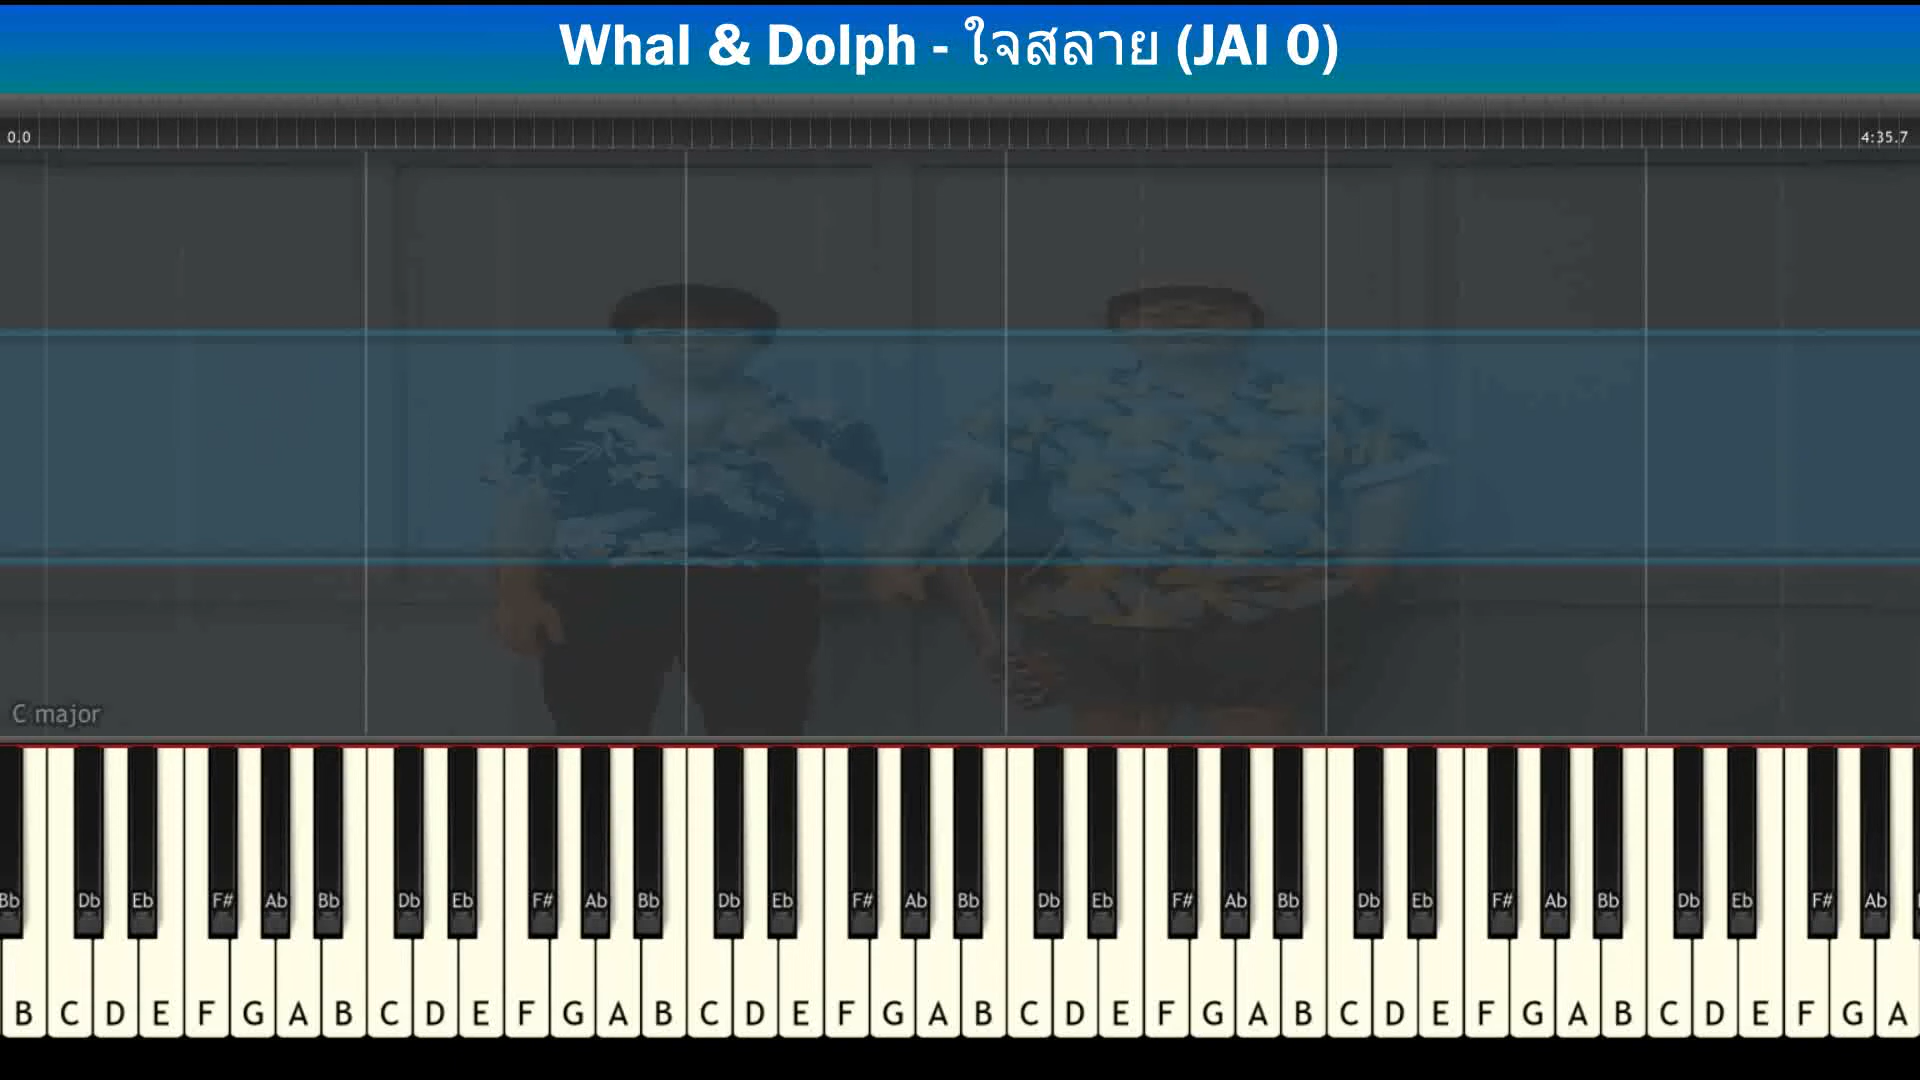 Whal & Dolph - ใจสลาย (JAI 0)
0.0 4:35.7
C major
Bb Db Eb F# Ab Bb Db Eb F# Ab Bb Db Eb F# Ab Bb Db Eb F# Ab Bb Db Eb F# Ab Bb Db Eb F# Ab
B C D E F G A B C D E F G A B C D E F G A B C D E F G A B C D E F G A B C D E F G A